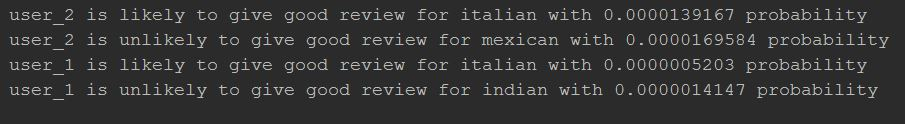 user_2 is likely to give good review for italian with 0.0000139167 probability
user_2 is unlikely to give good review for mexican with 0.0000169584 probability
user_1 is likely to give good review for italian with 0.0000005203 probability
user_1 is unlikely to give good review for indian with 0.0000014147 probability